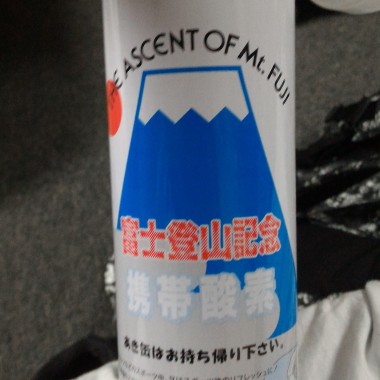 THE ASCENT OF Mt. FUJI
富士登山記念
携帯酸素
あき缶はお持ち帰り下さい。